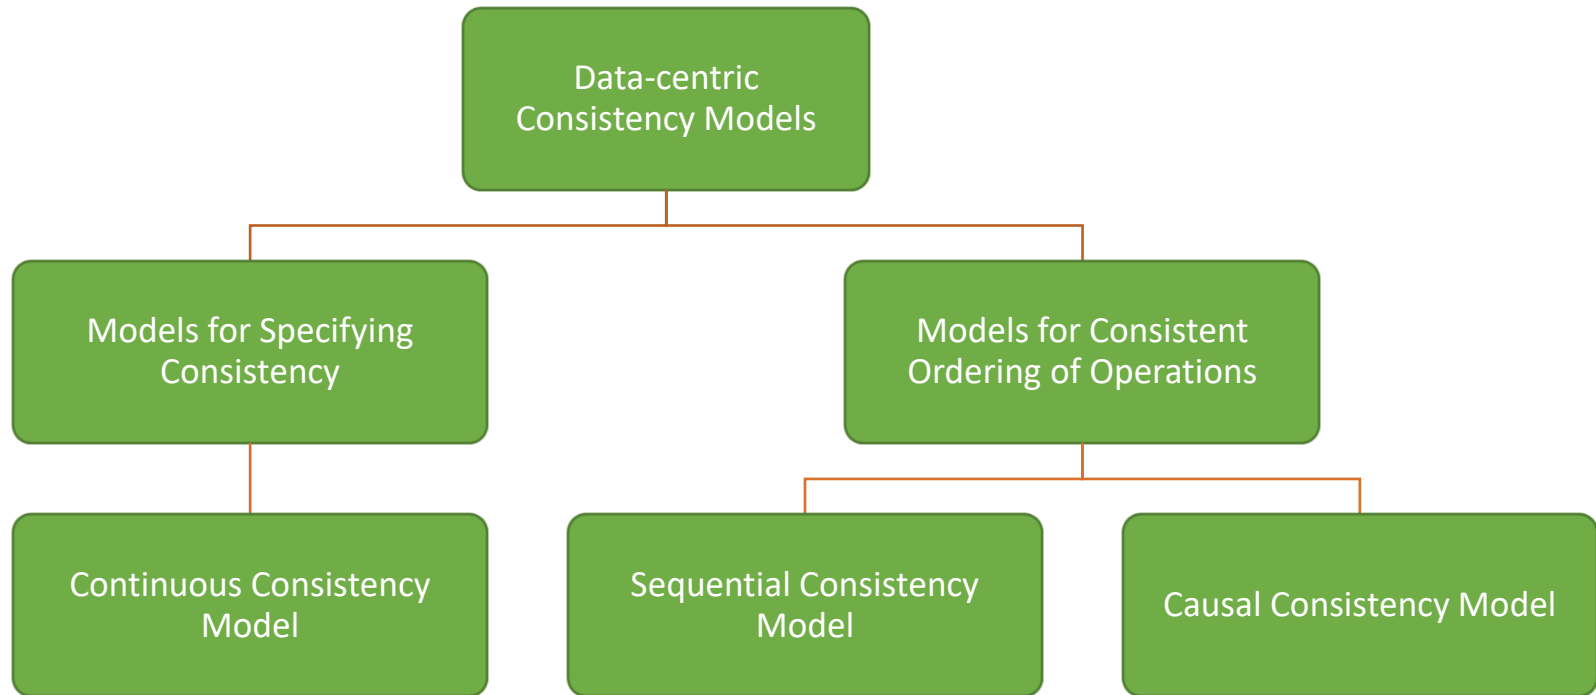 Data-centric
Consistency Models
Models for Specifying
Consistency
Models for Consistent
Ordering of Operations
Continuous Consistency
Model
Sequential Consistency
Model
Causal Consistency Model